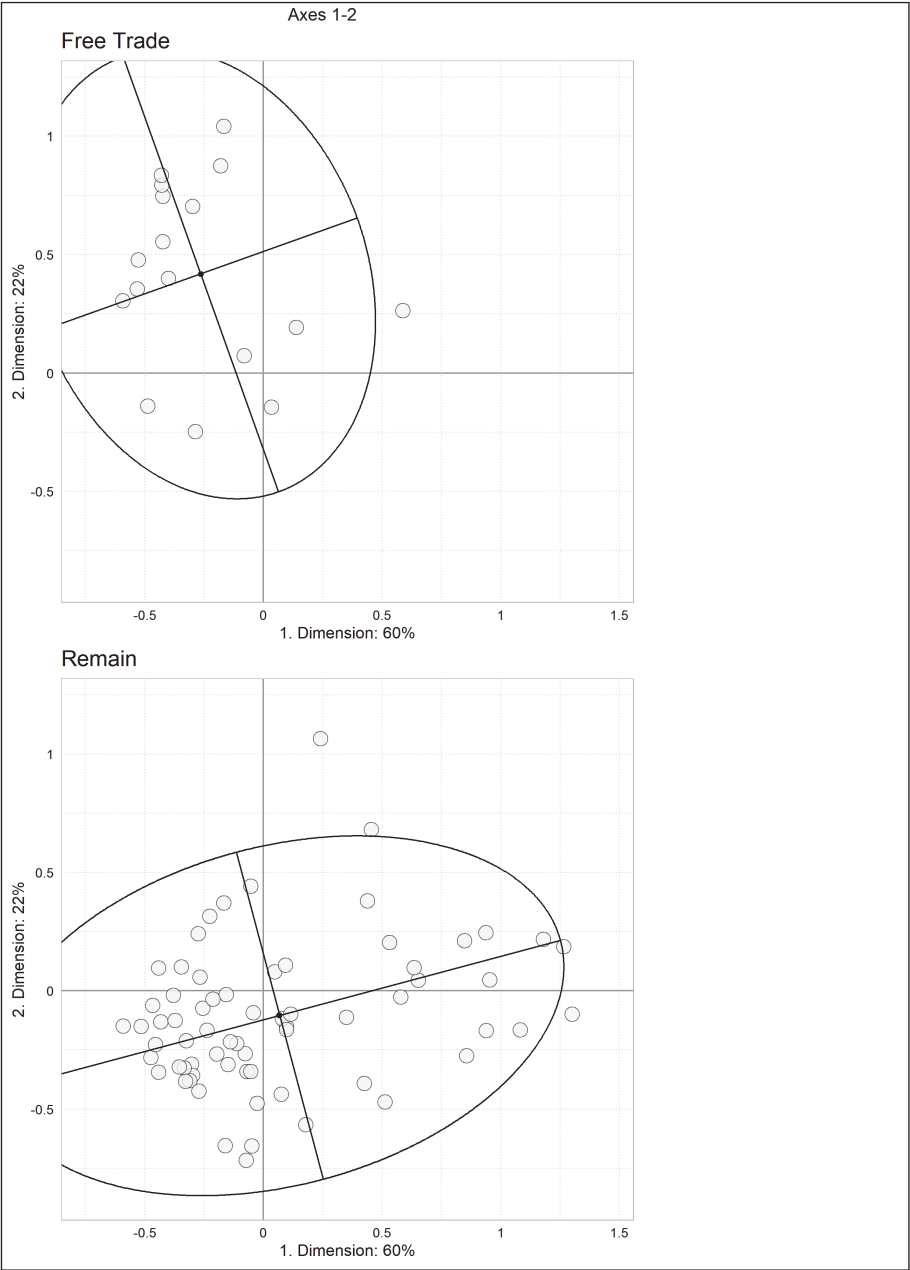 Axes 1-2
Free Trade
1
0.5
0
-0.5
2. Dimension: 22%
-0.5 0 0.5 1 1.5
1. Dimension: 60%
Remain
1
0.5
0
-0.5
2. Dimension: 22%
-0.5 0 0.5 1 1.5
1. Dimension: 60%